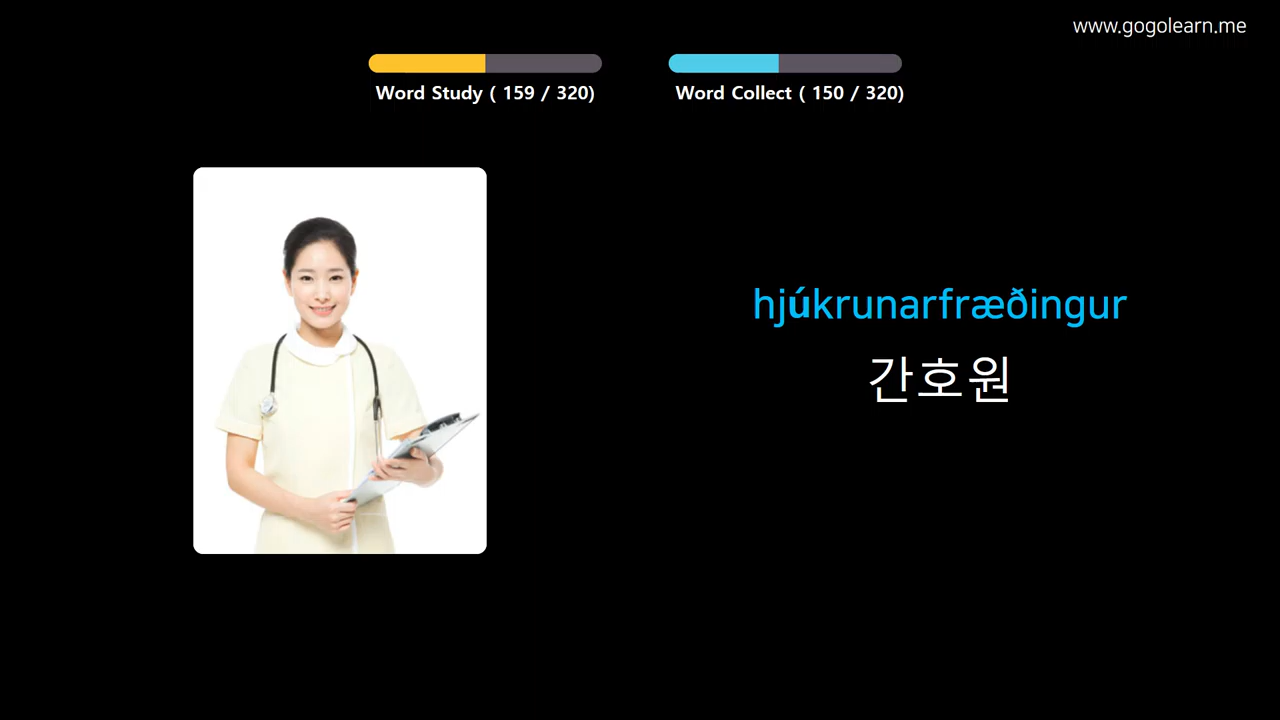 www.gogolearn.me
Word Study ( 159 / 320)
Word Collect ( 150 / 320)
hjúkrunarfræðingur
간호원